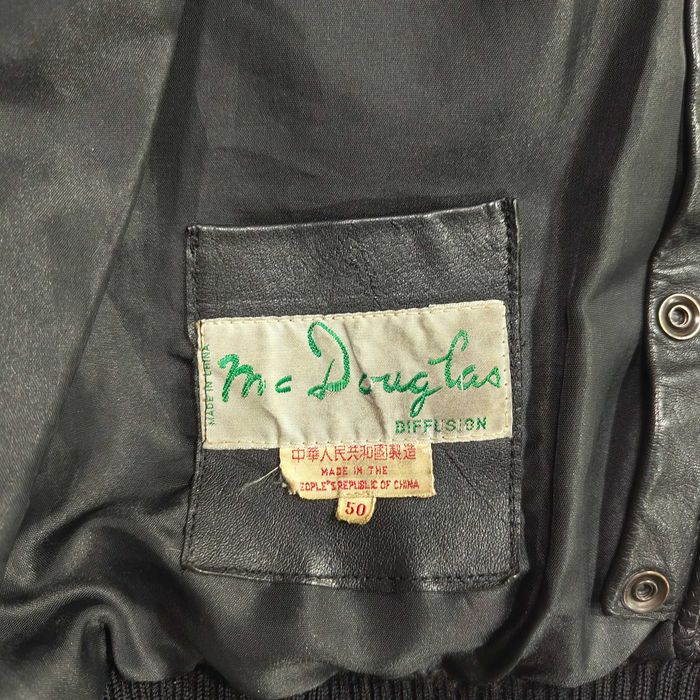 MADE IN CHINA
Mc Douglas
DIFFUSION
中華人民共和國製造
MADE IN THE
EOPLE'S REPUBLIC OF CHINA
50